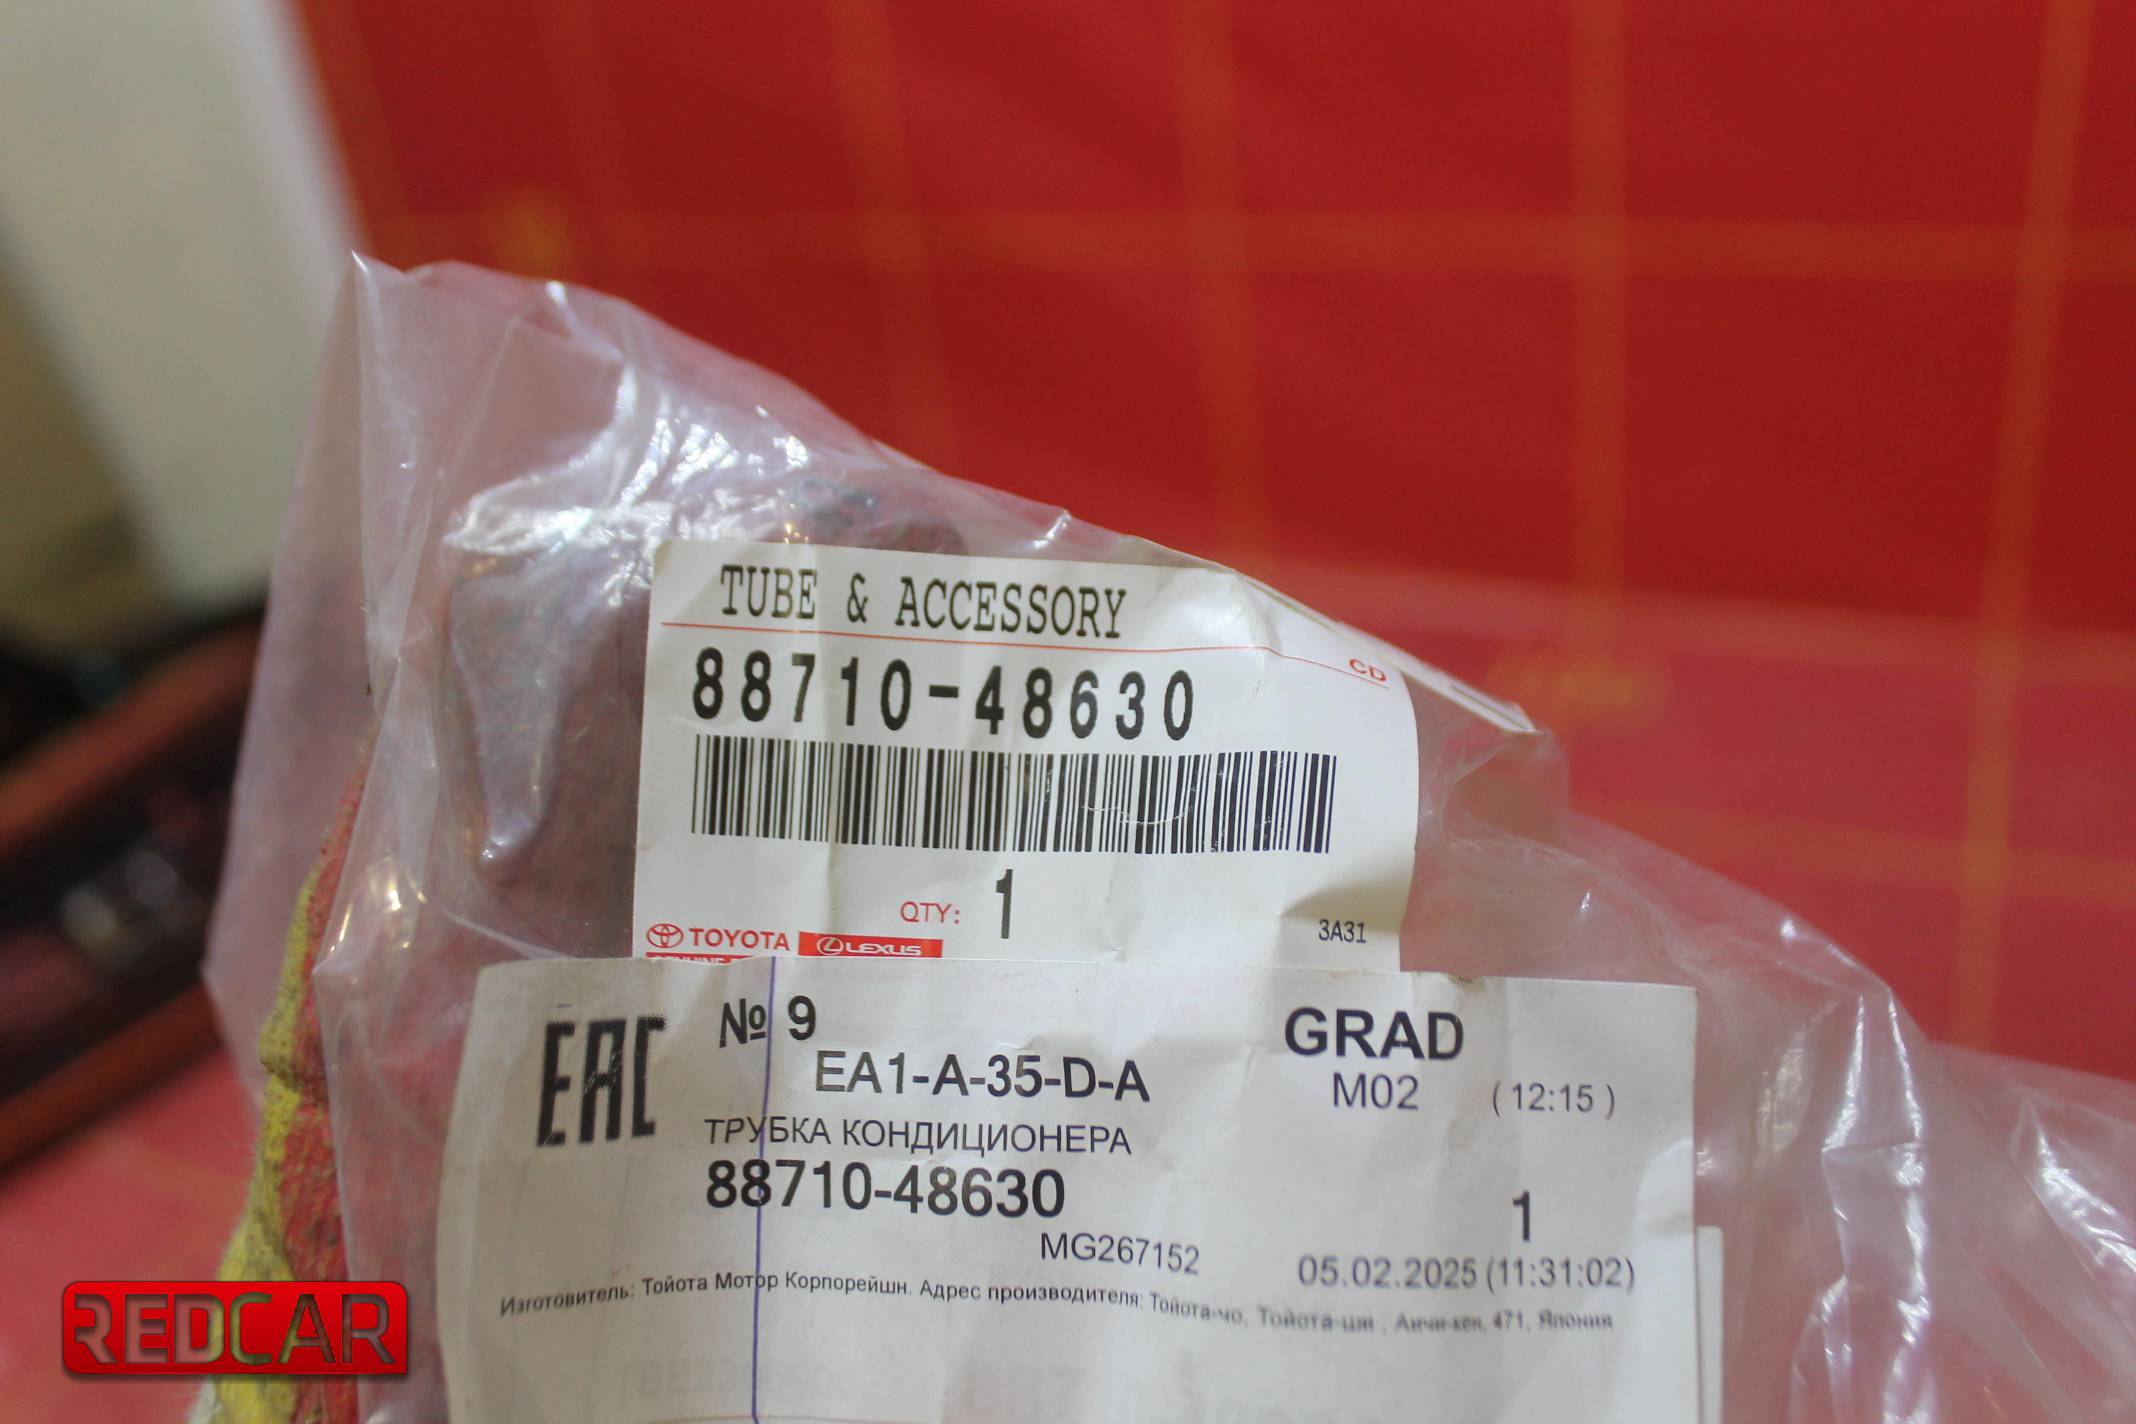 TUBE & ACCESSORY
CD
88710-48630
QTY: 1
3A31
TOYOTA LEXUS
EAC
№ 9
GRAD
EA1-A-35-D-A
M02 (12:15)
ТРУБКА КОНДИЦИОНЕРА
88710-48630
1
MG267152
05.02.2025 (11:31:02)
Изготовитель: Тойота Мотор Корпорейшн. Адрес производителя: Тойота-чо, Тойота-ши , Аичи-кен, 471, Япония
REDCAR